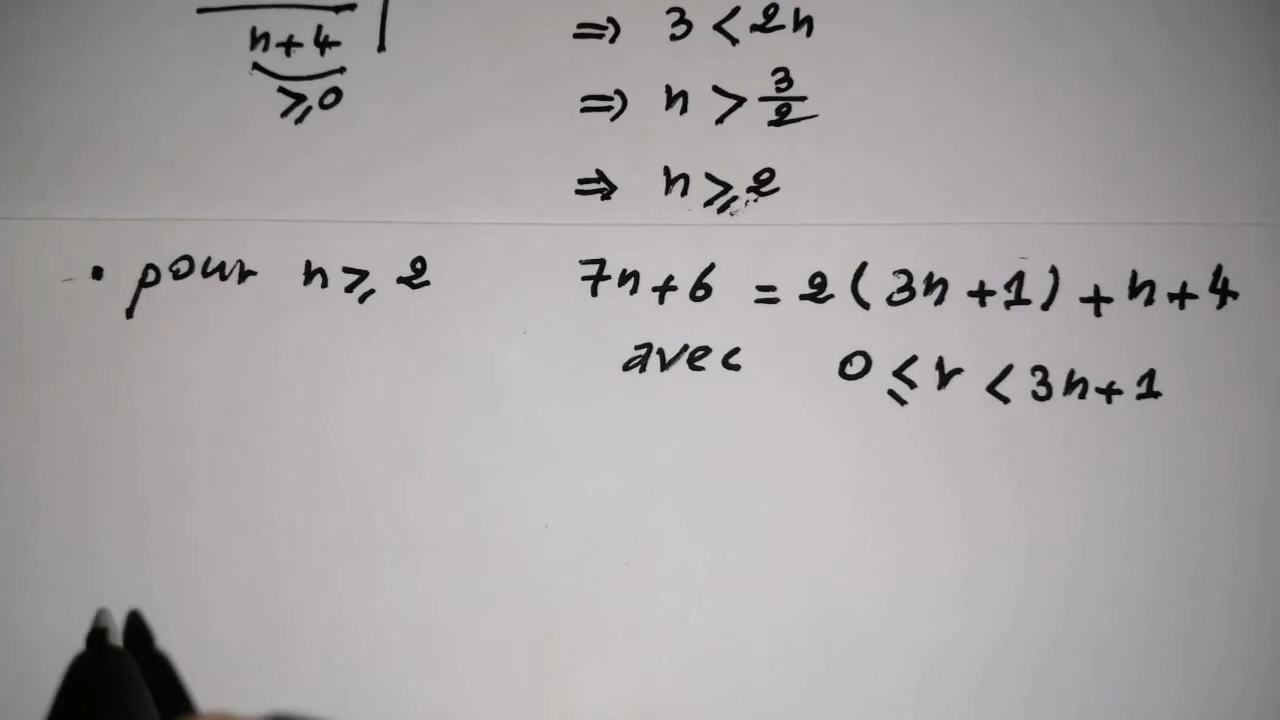 n+4
≥0
⇒ 3 < 2n
⇒ n > 3/2
⇒ n ≥ 2
• pour n ≥ 2 7n+6 = 2(3n+1)+n+4
avec 0 ≤ r < 3n+1